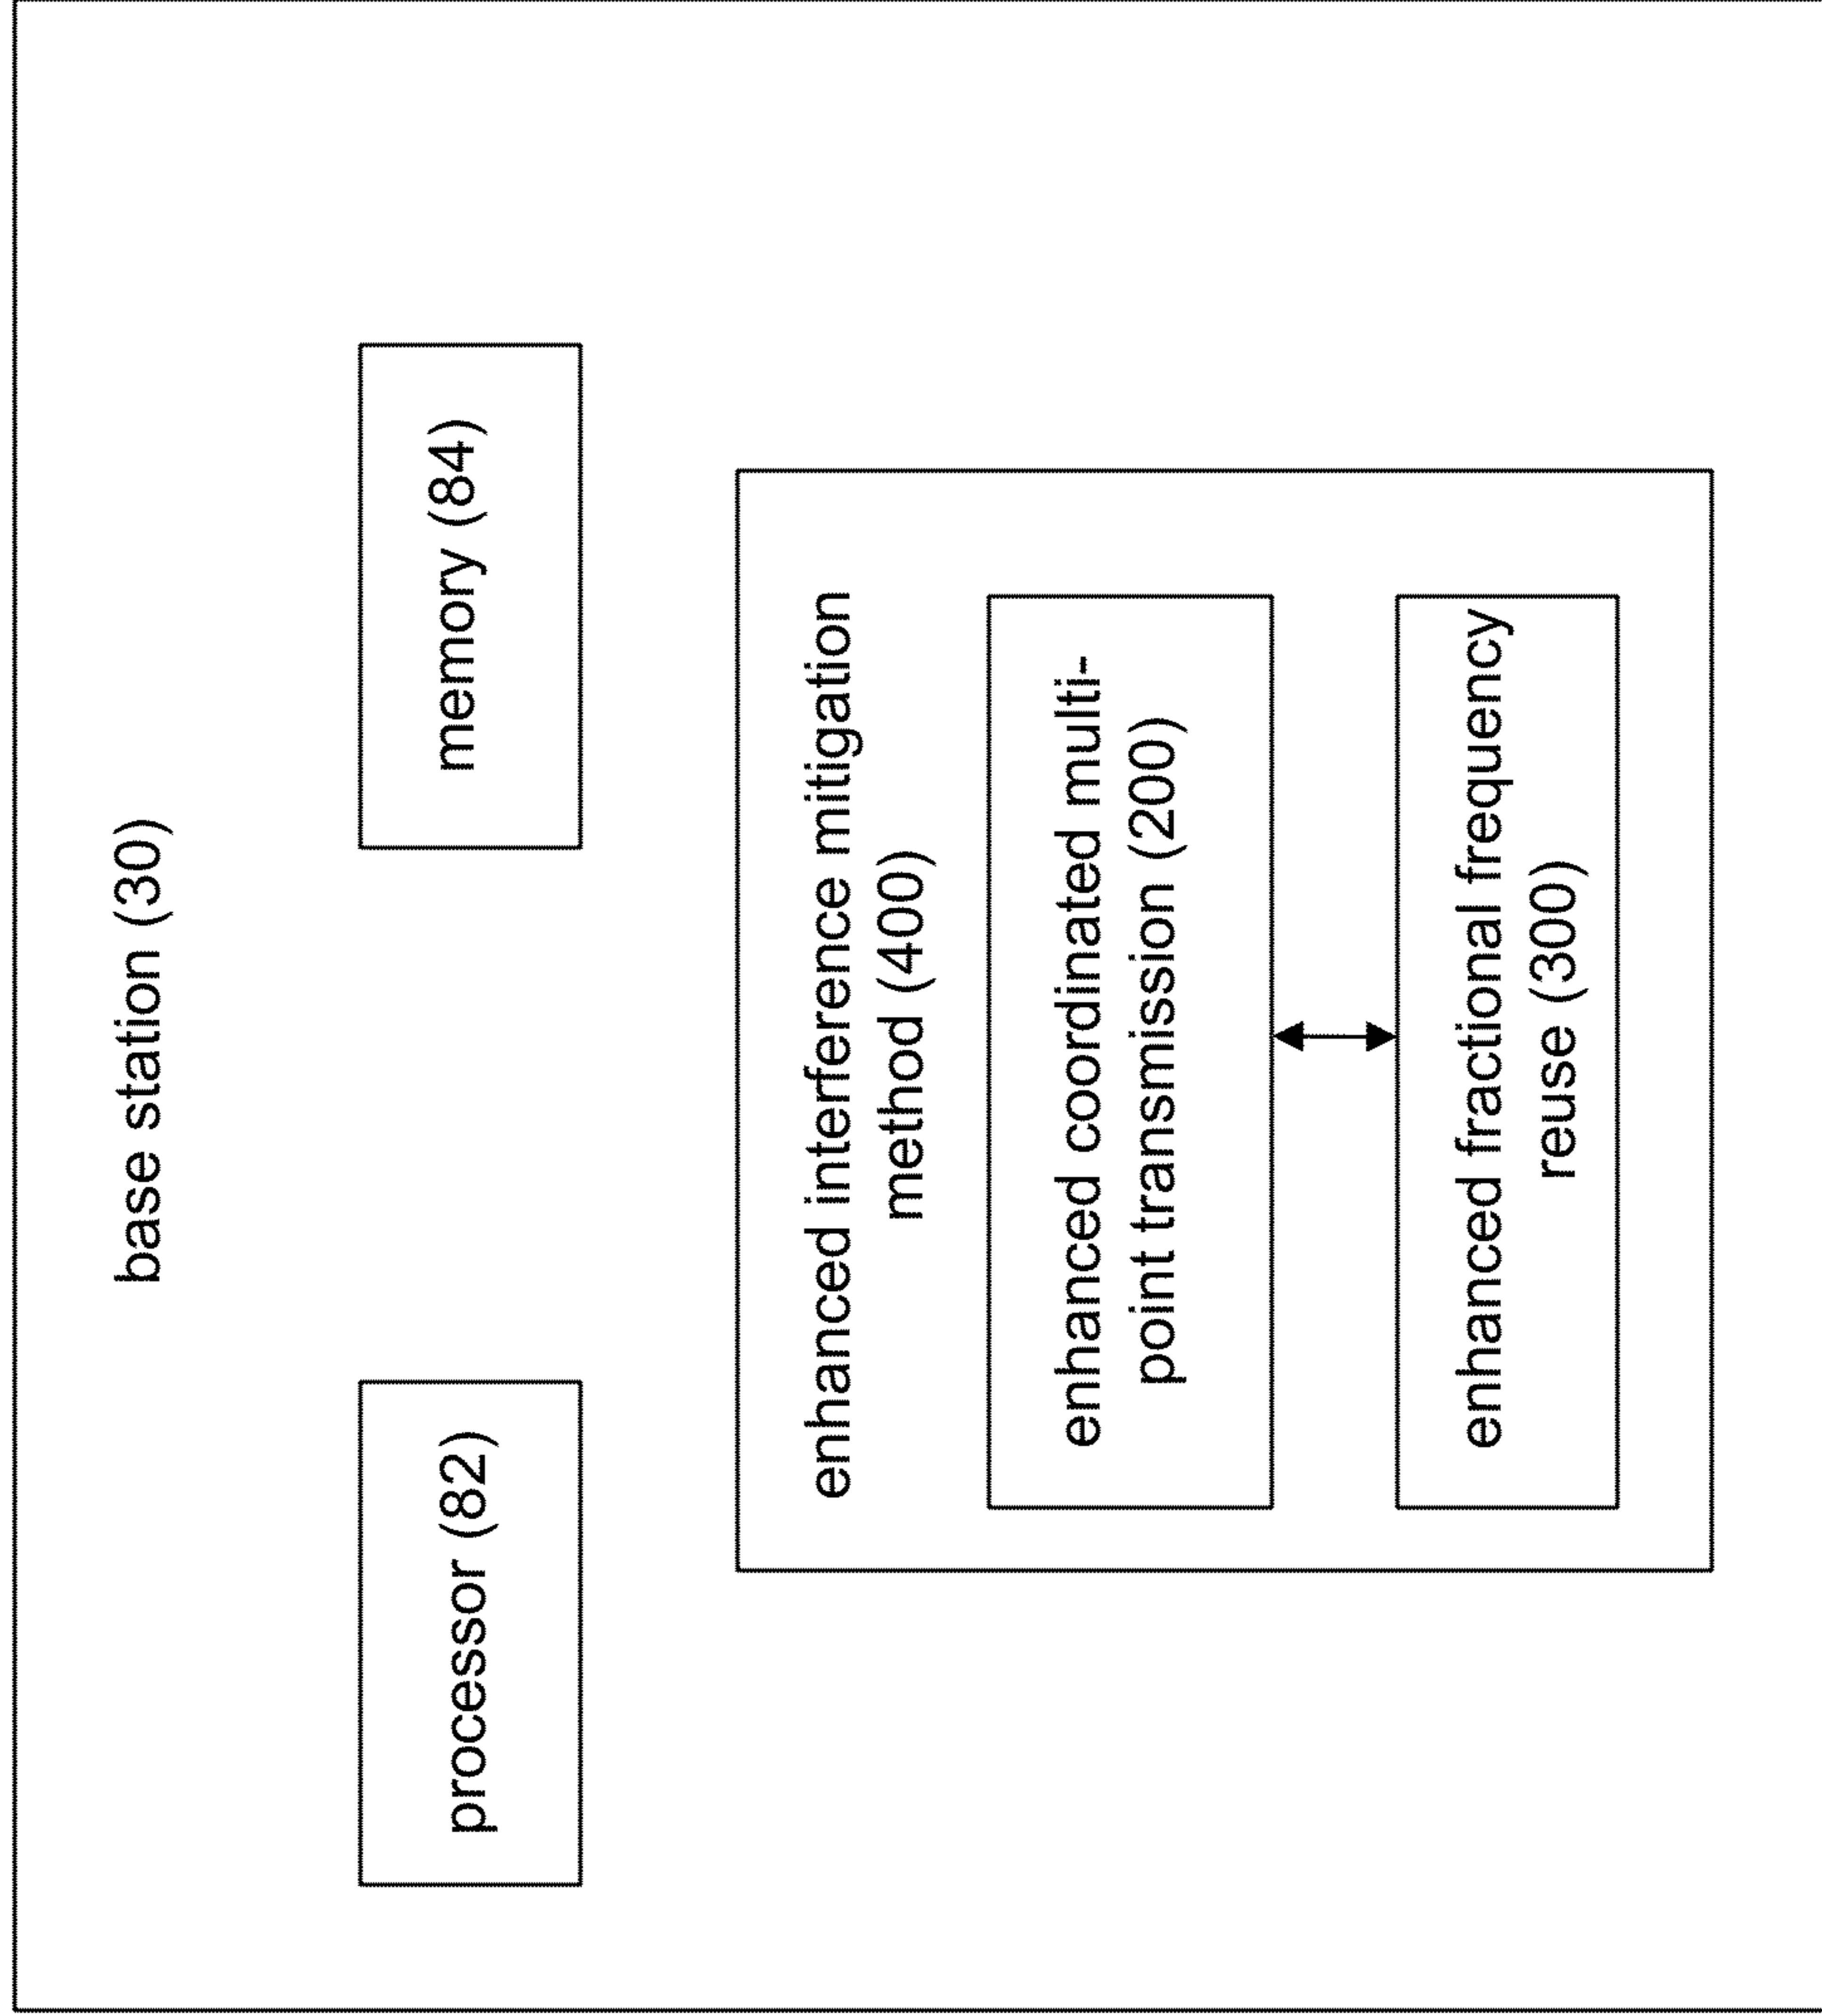 base station (30)
processor (82)
memory (84)
enhanced interference mitigation
method (400)
enhanced coordinated multi-
point transmission (200)
enhanced fractional frequency
reuse (300)